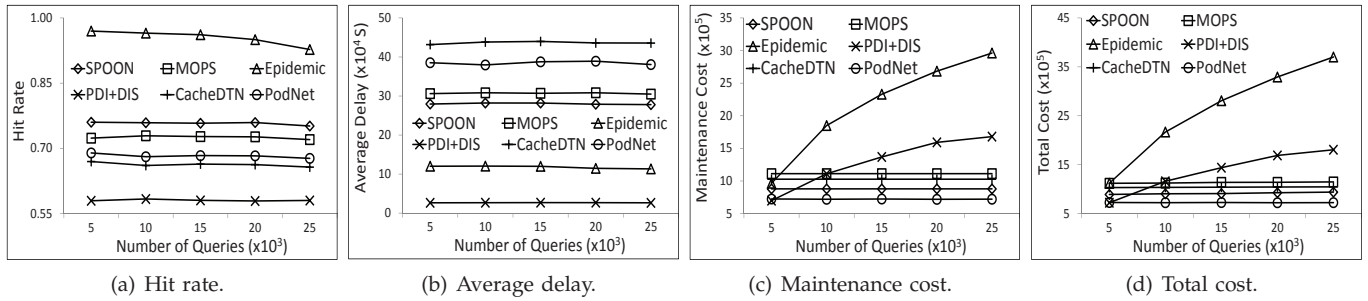 1.00
0.85
0.70
0.55
Hit Rate
SPOON MOPS Epidemic
PDI+DIS CacheDTN PodNet
5 10 15 20 25
Number of Queries (x10³)
(a) Hit rate.
50
40
30
20
10
0
Average Delay (x10⁴ S)
SPOON MOPS Epidemic
PDI+DIS CacheDTN PodNet
5 10 15 20 25
Number of Queries (x10³)
(b) Average delay.
35
30
25
20
15
10
5
Maintenance Cost (x10⁵)
SPOON MOPS
Epidemic PDI+DIS
CacheDTN PodNet
5 10 15 20 25
Number of Queries (x10³)
(c) Maintenance cost.
45
35
25
15
5
Total Cost (x10⁵)
SPOON MOPS
Epidemic PDI+DIS
CacheDTN PodNet
5 10 15 20 25
Number of Queries (x10³)
(d) Total cost.